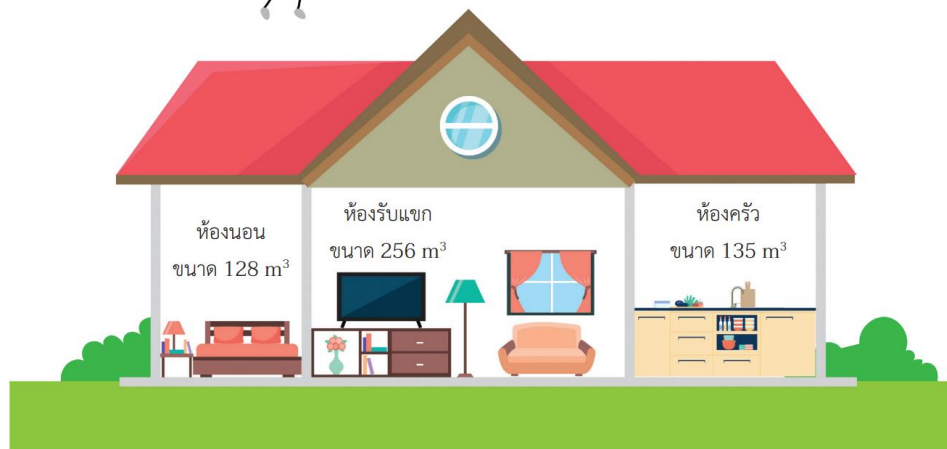 ห้องนอน
ขนาด 128 m³
ห้องรับแขก
ขนาด 256 m³
ห้องครัว
ขนาด 135 m³